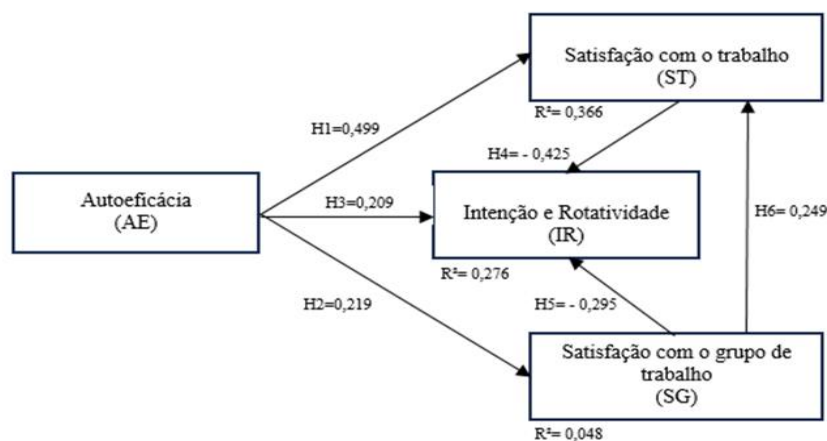 Satisfação com o trabalho
(ST)
R²= 0,366
H1=0,499
H4= - 0,425
Autoeficácia
(AE)
H3=0,209
Intenção e Rotatividade
(IR)
H6= 0,249
R²= 0,276
H2=0,219
H5= - 0,295
Satisfação com o grupo de
trabalho
(SG)
R²= 0,048